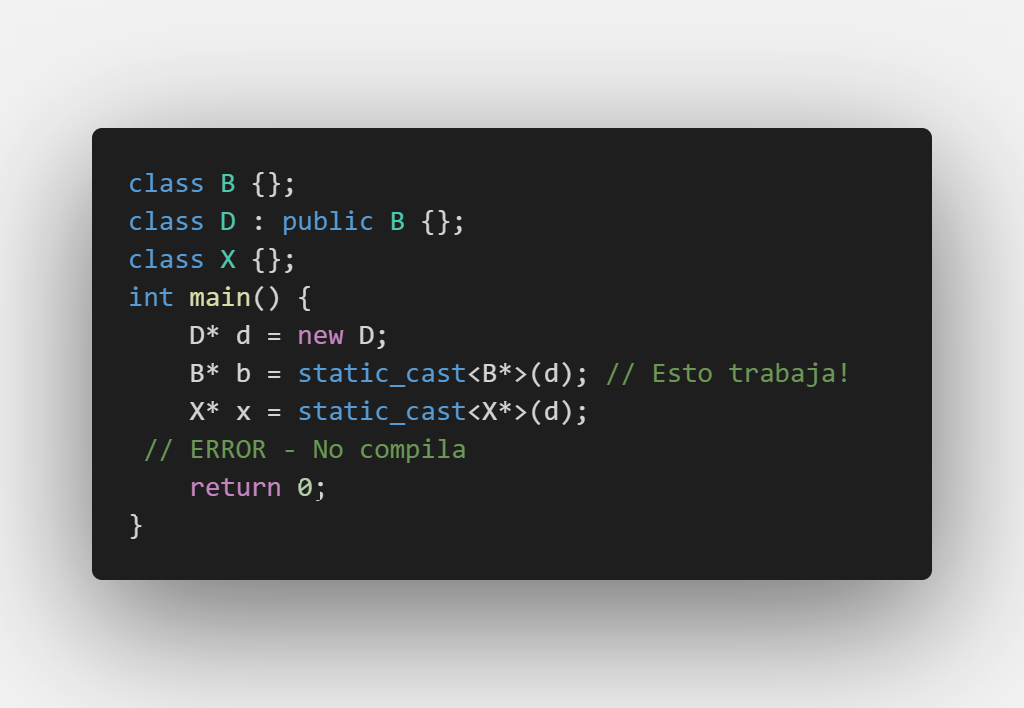 class B {};
class D : public B {};
class X {};
int main() {
    D* d = new D;
    B* b = static_cast<B*>(d); // Esto trabaja!
    X* x = static_cast<X*>(d);
 // ERROR - No compila
    return 0;
}